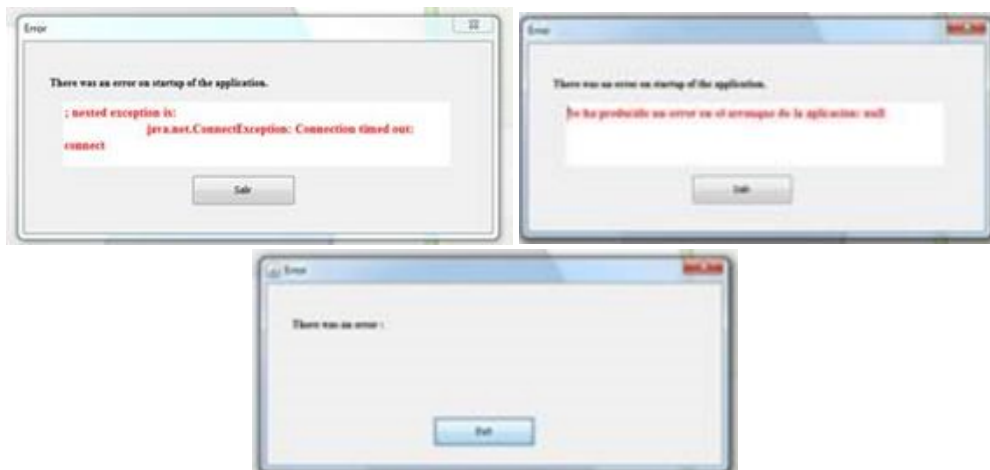 Error
There was an error on startup of the application.
; nested exception is:
java.net.ConnectException: Connection timed out:
connect
Salir
Error
There was an error on startup of the application.
Se ha producido un error en el arranque de la aplicacion: null
Salir
Error
There was an error :
Exit